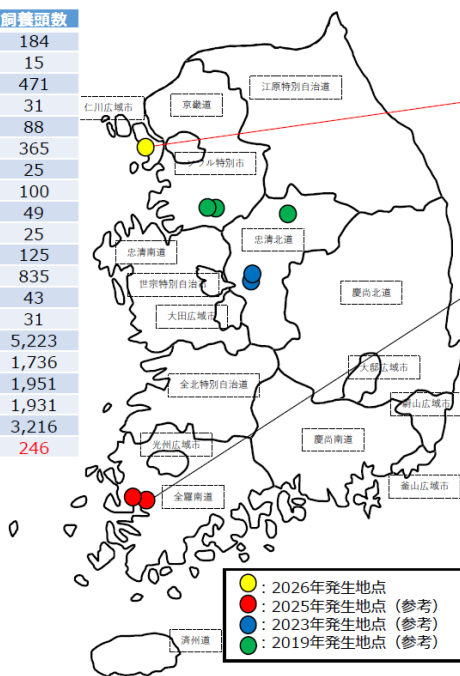 飼養頭数
184
15
471
31
88
365
25
100
49
25
125
835
43
31
5,223
1,736
1,951
1,931
3,216
246
江原特別自治道
仁川広域市
京畿道
ソウル特別市
忠清北道
忠清南道
世宗特別自治市
慶尚北道
大田広域市
大邱広域市
全北特別自治道
蔚山広域市
光州広域市
慶尚南道
釜山広域市
全羅南道
済州道
：2026年発生地点
：2025年発生地点（参考）
：2023年発生地点（参考）
：2019年発生地点（参考）